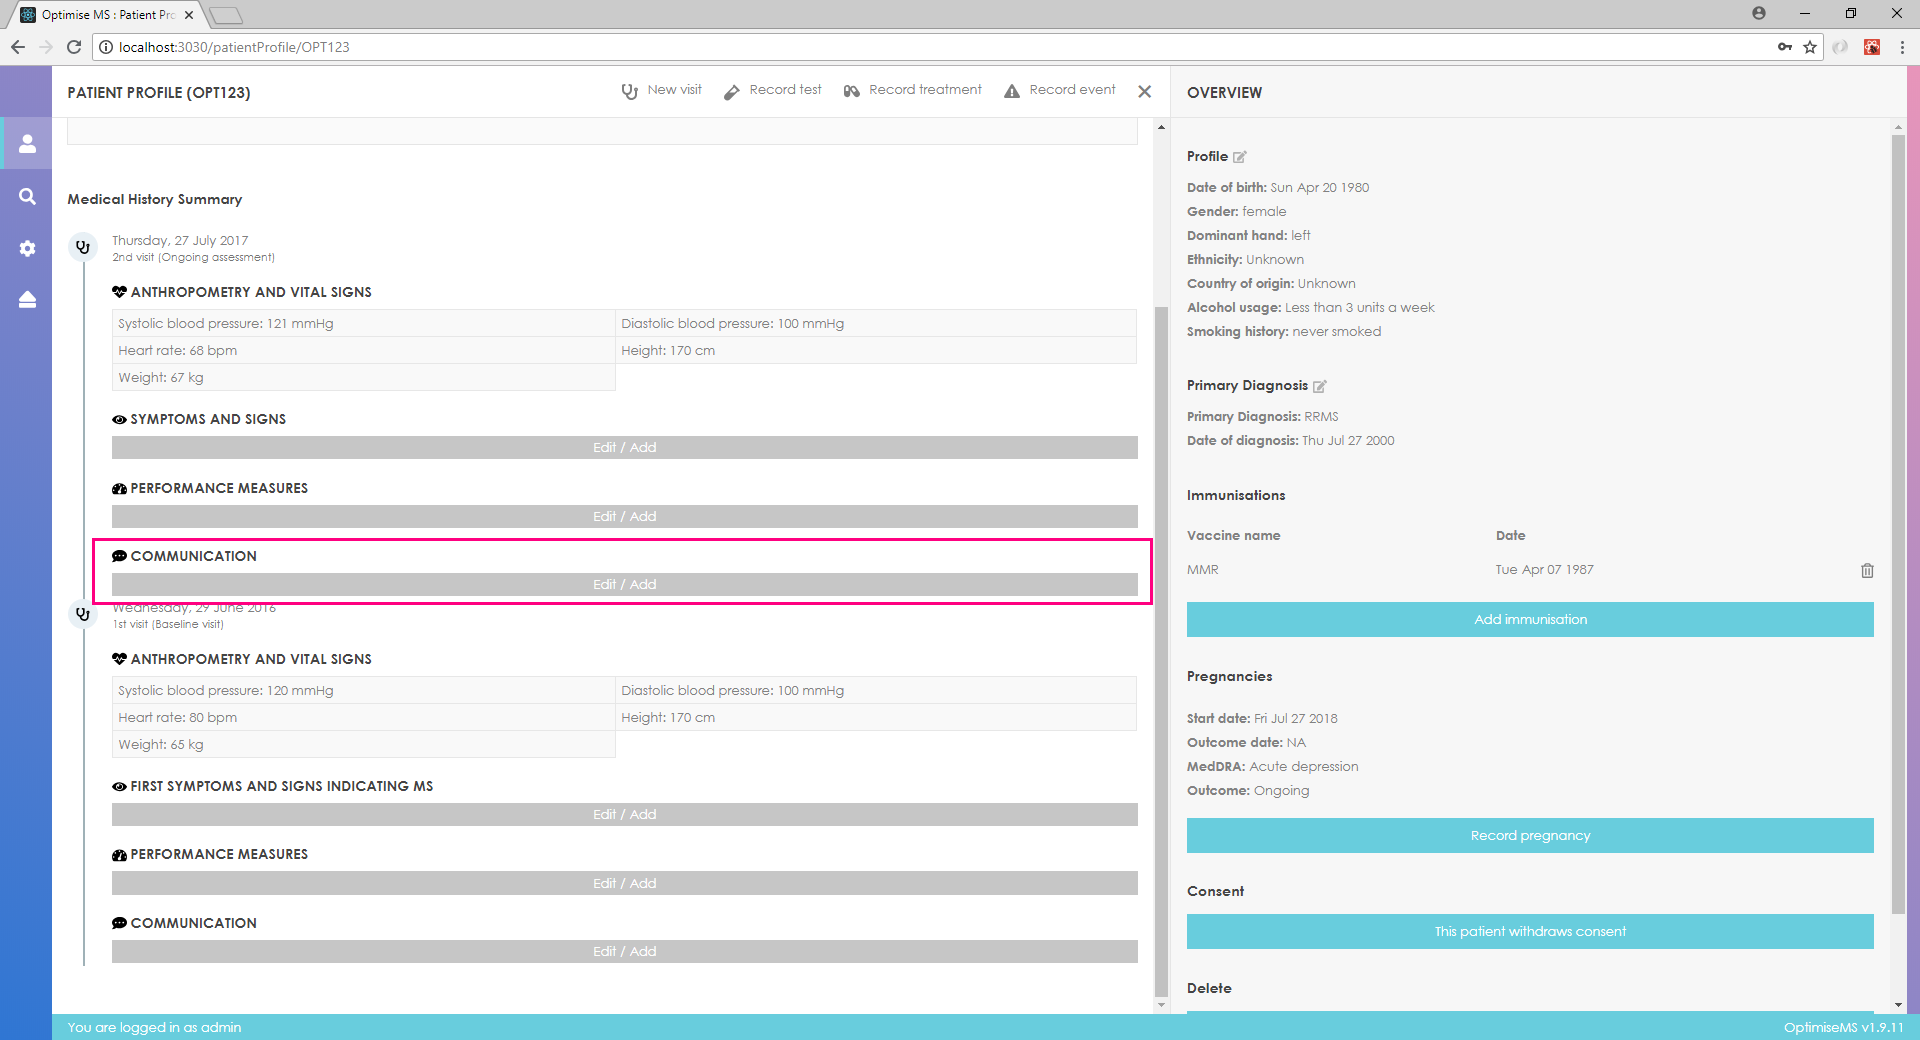 Optimise MS : Patient Pro
localhost:3030/patientProfile/OPT123
PATIENT PROFILE (OPT123)
New visit
Record test
Record treatment
Record event
Medical History Summary
Thursday, 27 July 2017
2nd visit (Ongoing assessment)
ANTHROPOMETRY AND VITAL SIGNS
Systolic blood pressure: 121 mmHg
Diastolic blood pressure: 100 mmHg
Heart rate: 68 bpm
Height: 170 cm
Weight: 67 kg
SYMPTOMS AND SIGNS
Edit / Add
PERFORMANCE MEASURES
Edit / Add
COMMUNICATION
Edit / Add
Wednesday, 29 June 2016
1st visit (Baseline visit)
ANTHROPOMETRY AND VITAL SIGNS
Systolic blood pressure: 120 mmHg
Diastolic blood pressure: 100 mmHg
Heart rate: 80 bpm
Height: 170 cm
Weight: 65 kg
FIRST SYMPTOMS AND SIGNS INDICATING MS
Edit / Add
PERFORMANCE MEASURES
Edit / Add
COMMUNICATION
Edit / Add
OVERVIEW
Profile
Date of birth: Sun Apr 20 1980
Gender: female
Dominant hand: left
Ethnicity: Unknown
Country of origin: Unknown
Alcohol usage: Less than 3 units a week
Smoking history: never smoked
Primary Diagnosis
Primary Diagnosis: RRMS
Date of diagnosis: Thu Jul 27 2000
Immunisations
Vaccine name
Date
MMR
Tue Apr 07 1987
Add immunisation
Pregnancies
Start date: Fri Jul 27 2018
Outcome date: NA
MedDRA: Acute depression
Outcome: Ongoing
Record pregnancy
Consent
This patient withdraws consent
Delete
You are logged in as admin
OptimiseMS v1.9.11